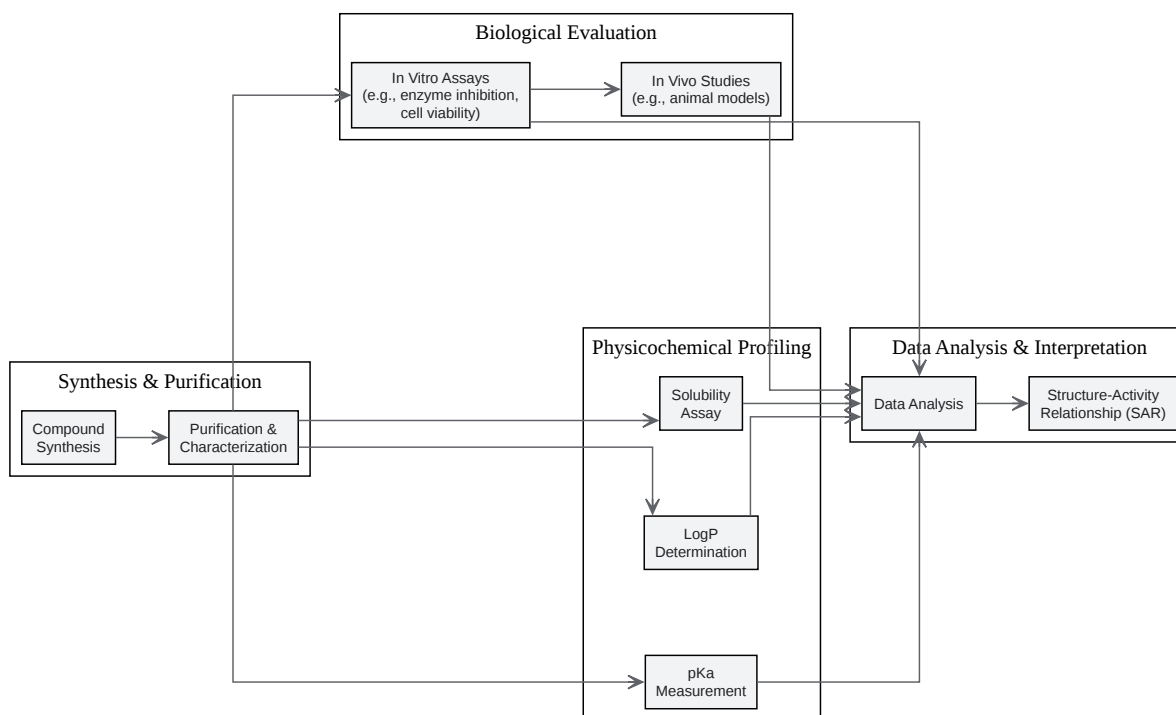 Biological Evaluation
In Vitro Assays
(e.g., enzyme inhibition,
cell viability)
In Vivo Studies
(e.g., animal models)
Physicochemical Profiling
Data Analysis & Interpretation
Synthesis & Purification
Solubility
Assay
Data Analysis
Structure-Activity
Relationship (SAR)
Compound
Synthesis
Purification &
Characterization
LogP
Determination
pKa
Measurement